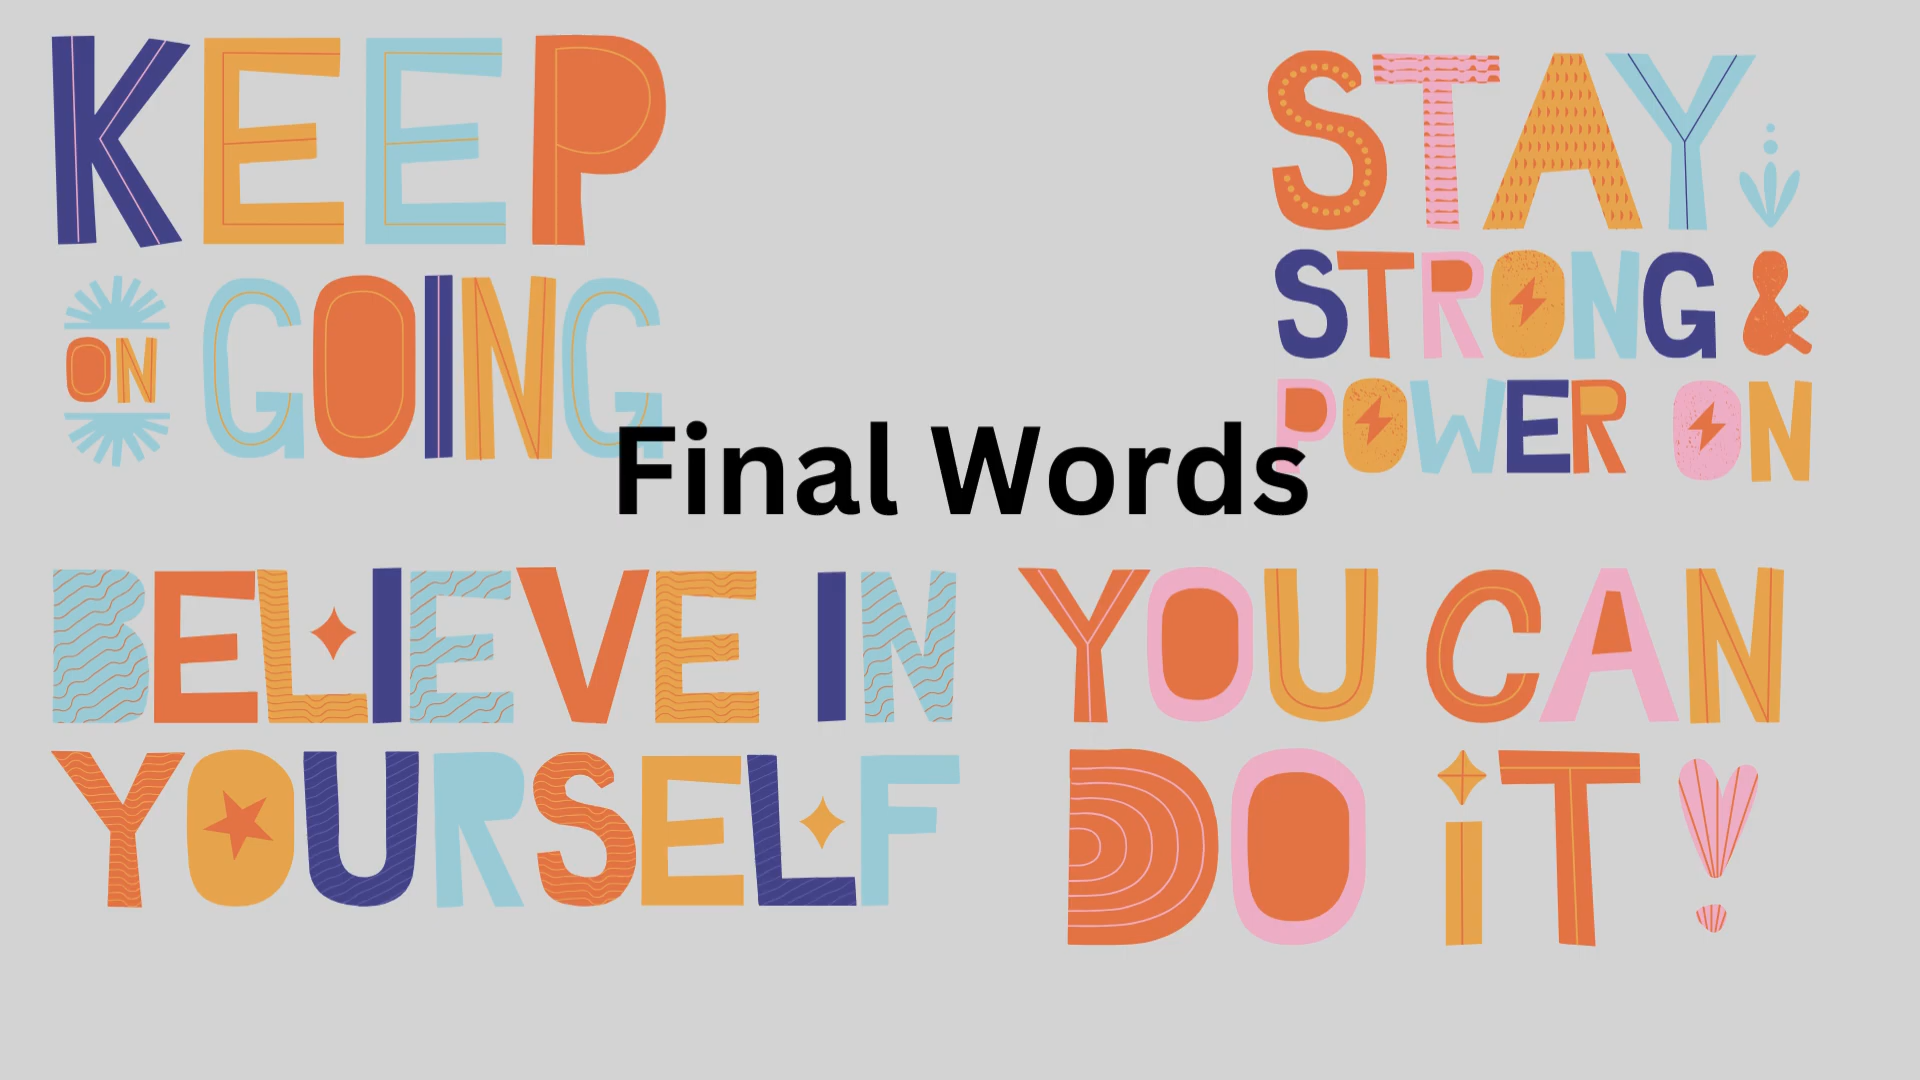 KEEP
ON GOING
STAY
STRONG &
POWER ON
Final Words
BELIEVE IN
YOURSELF
YOU CAN
DO iT!